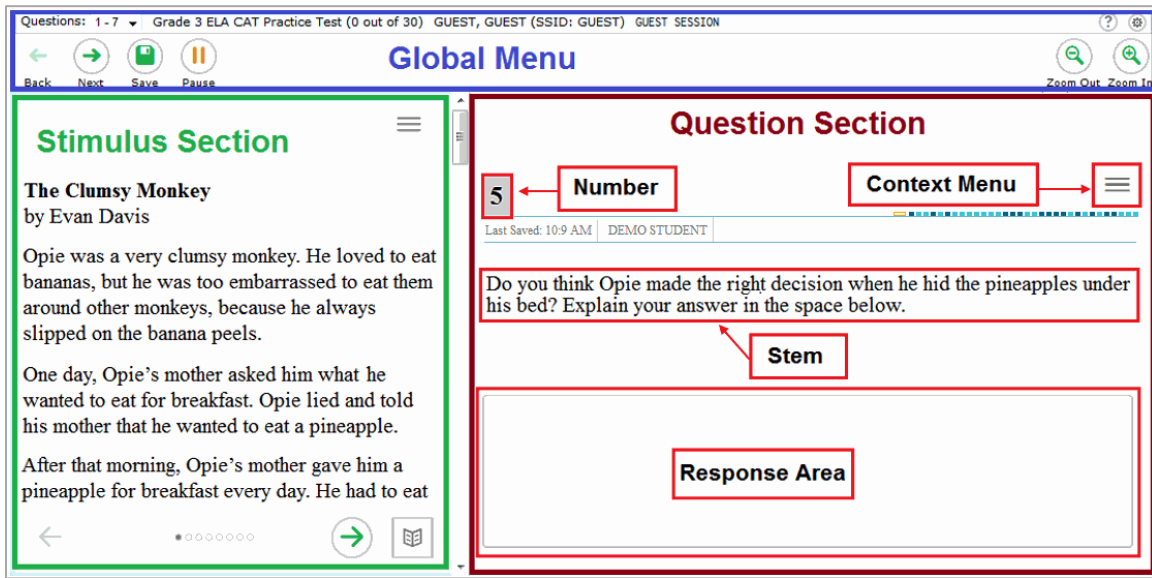 Questions: 1 - 7 Grade 3 ELA CAT Practice Test (0 out of 30) GUEST, GUEST (SSID: GUEST) GUEST SESSION
Global Menu
Back Next Save Pause Zoom Out Zoom In
Stimulus Section
The Clumsy Monkey
by Evan Davis
Opie was a very clumsy monkey. He loved to eat
bananas, but he was too embarrassed to eat them
around other monkeys, because he always
slipped on the banana peels.
One day, Opie’s mother asked him what he
wanted to eat for breakfast. Opie lied and told
his mother that he wanted to eat a pineapple.
After that morning, Opie’s mother gave him a
pineapple for breakfast every day. He had to eat
Question Section
5
Number
Context Menu
Last Saved: 10:9 AM DEMO STUDENT
Do you think Opie made the right decision when he hid the pineapples under
his bed? Explain your answer in the space below.
Stem
Response Area